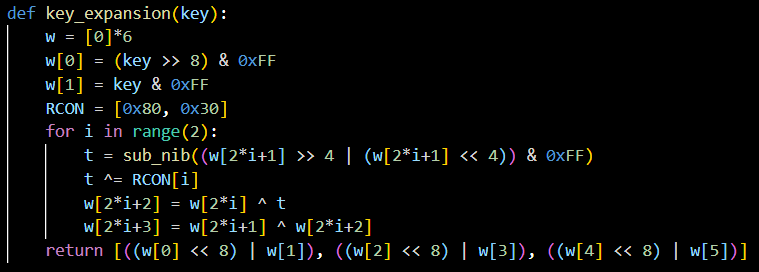 def key_expansion(key):
    w = [0]*6
    w[0] = (key >> 8) & 0xFF
    w[1] = key & 0xFF
    RCON = [0x80, 0x30]
    for i in range(2):
        t = sub_nib((w[2*i+1] >> 4 | (w[2*i+1] << 4)) & 0xFF)
        t ^= RCON[i]
        w[2*i+2] = w[2*i] ^ t
        w[2*i+3] = w[2*i+1] ^ w[2*i+2]
    return [((w[0] << 8) | w[1]), ((w[2] << 8) | w[3]), ((w[4] << 8) | w[5])]